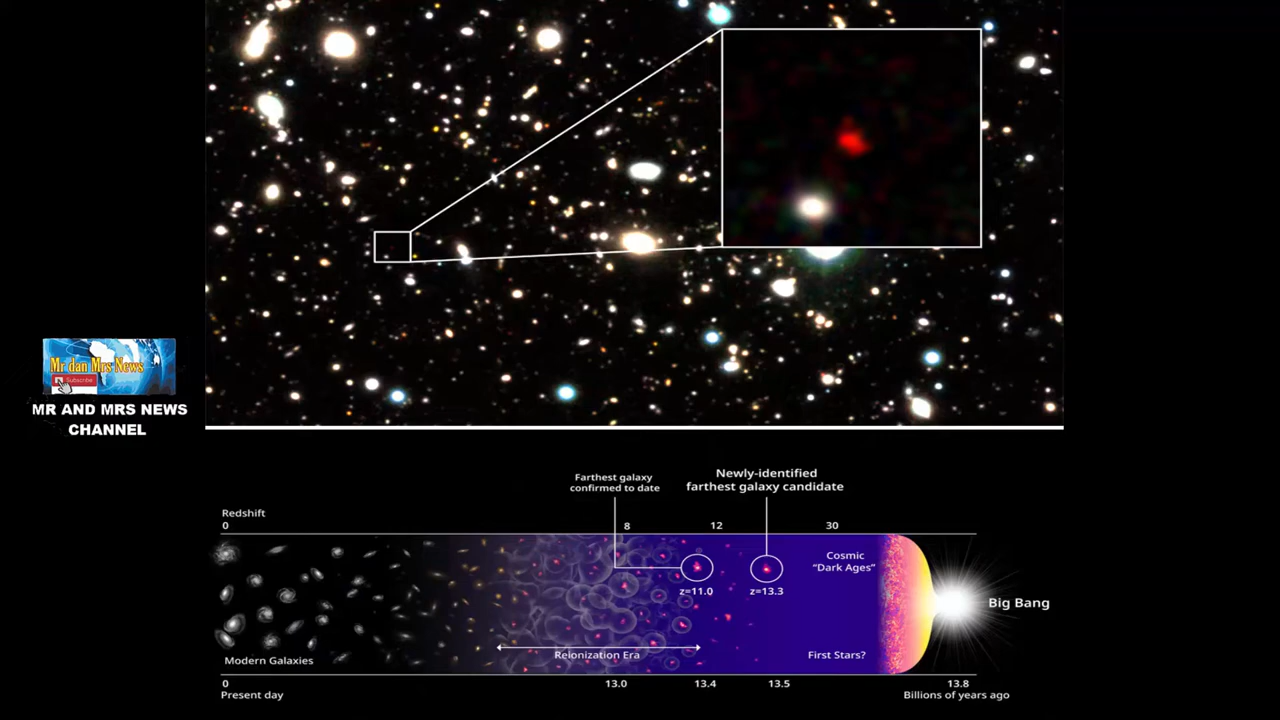 Mr dan Mrs News
Subscribe
MR AND MRS NEWS
CHANNEL
Farthest galaxy
confirmed to date
Newly-identified
farthest galaxy candidate
Redshift
0
8
12
30
Cosmic
"Dark Ages"
z=11.0
z=13.3
Big Bang
Reionization Era
First Stars?
Modern Galaxies
0
13.0
13.4
13.5
13.8
Present day
Billions of years ago